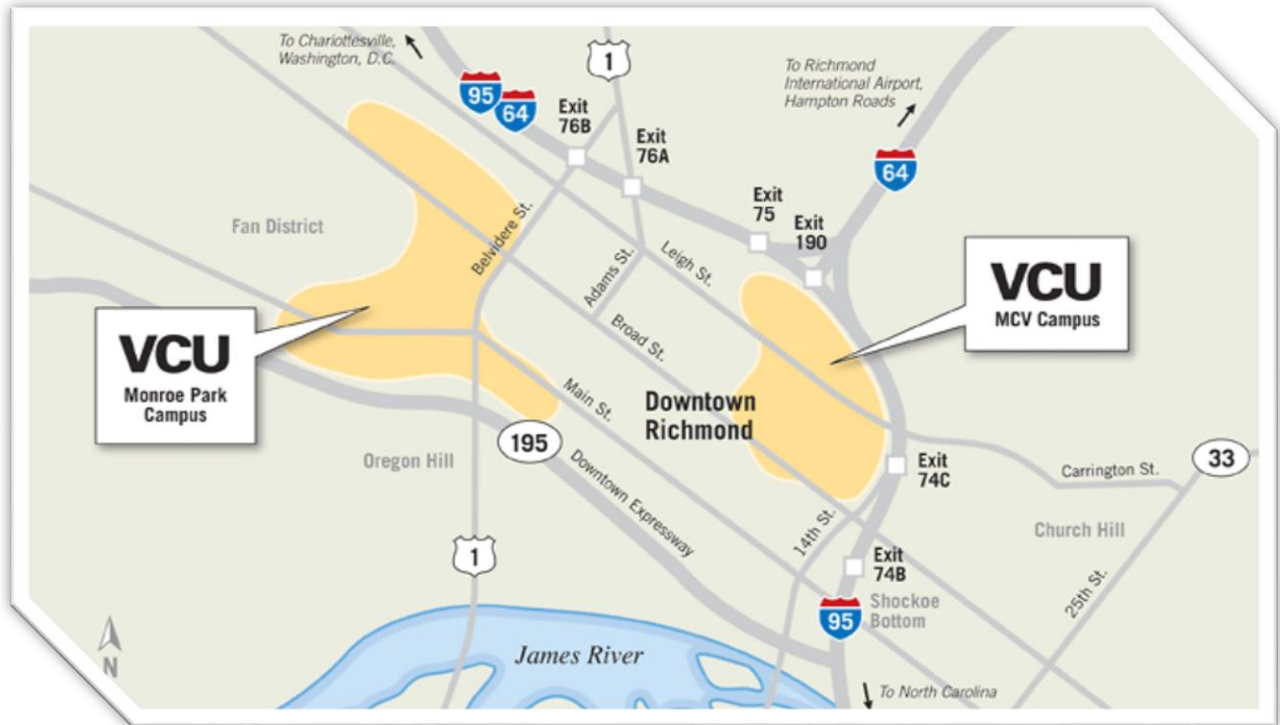 To Charlottesville,
Washington, D.C.
1
95
64
Exit
76B
Exit
76A
To Richmond
International Airport,
Hampton Roads
64
Exit
75
Exit
190
Fan District
Belvidere St.
Adams St.
Leigh St.
VCU
MCV Campus
VCU
Monroe Park
Campus
Broad St.
Main St.
Downtown
Richmond
195
Oregon Hill
Downtown Expressway
Exit
74C
Carrington St.
33
Church Hill
14th St.
1
Exit
74B
25th St.
95
Shockoe
Bottom
James River
N
To North Carolina